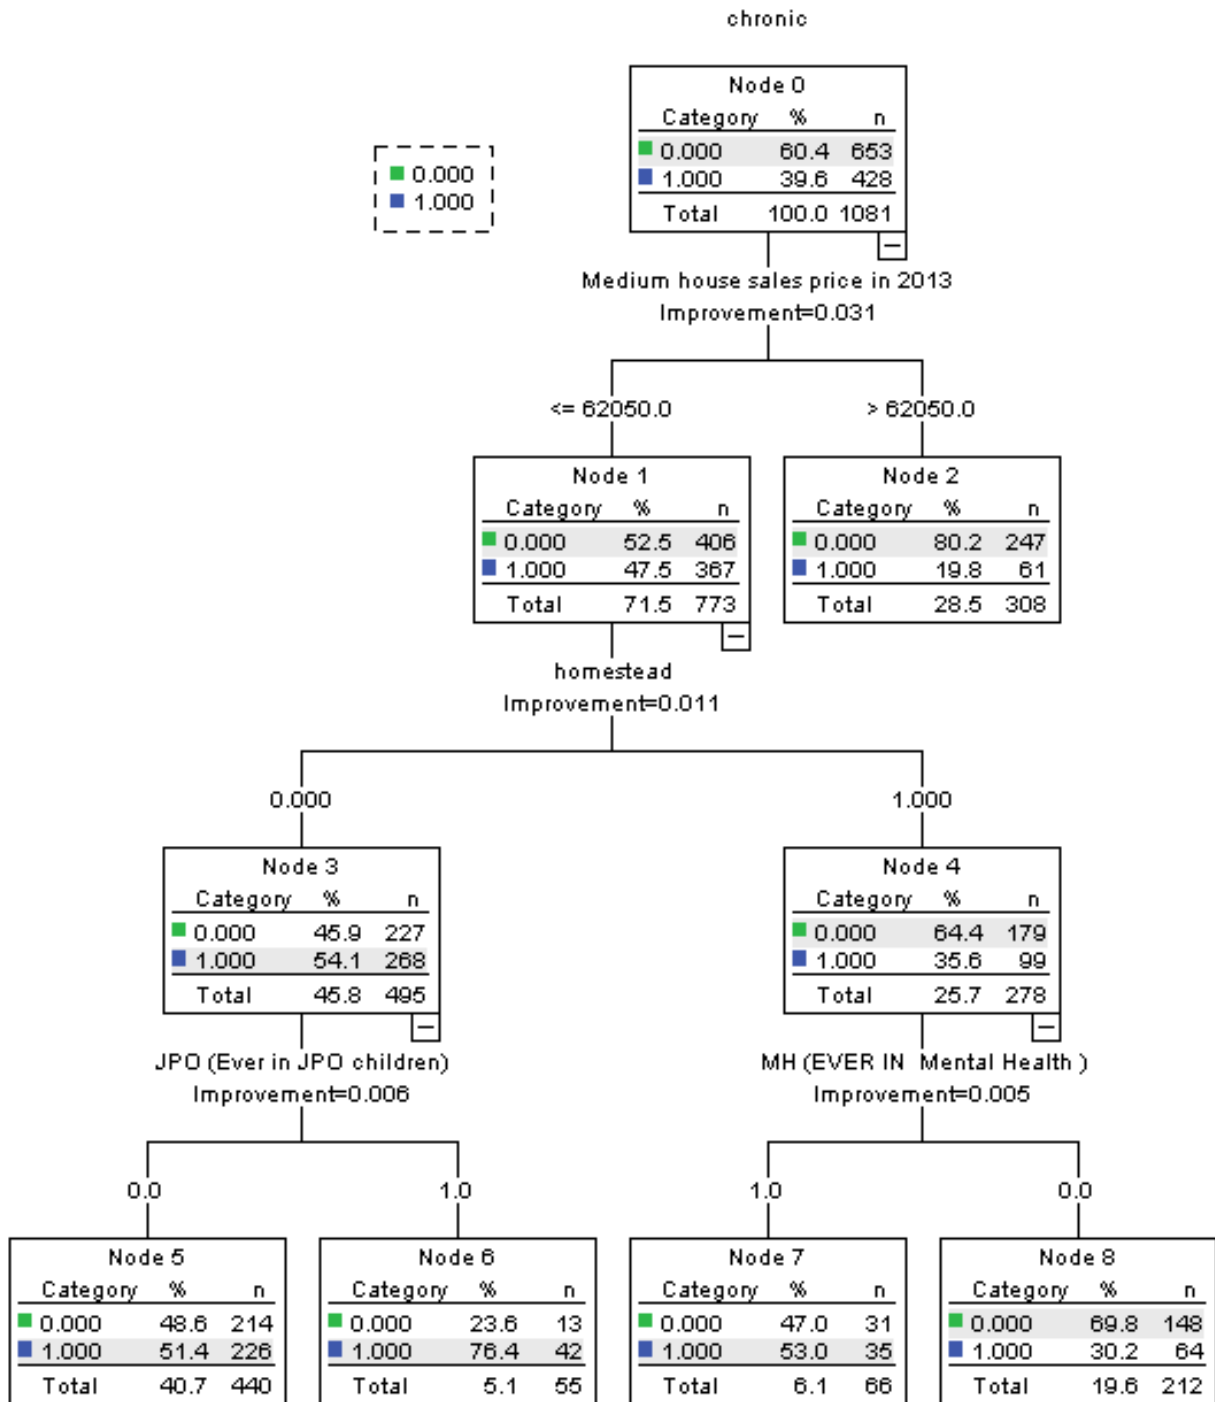 chronic
Node 0
Category % n
0.000 60.4 653
1.000 39.6 428
Total 100.0 1081
0.000
1.000
Medium house sales price in 2013
Improvement=0.031
<= 62050.0 > 62050.0
Node 1
Category % n
0.000 52.5 406
1.000 47.5 367
Total 71.5 773
Node 2
Category % n
0.000 80.2 247
1.000 19.8 61
Total 28.5 308
homestead
Improvement=0.011
0.000 1.000
Node 3
Category % n
0.000 45.9 227
1.000 54.1 268
Total 45.8 495
Node 4
Category % n
0.000 64.4 179
1.000 35.6 99
Total 25.7 278
JPO (Ever in JPO children)
Improvement=0.006
MH (EVER IN Mental Health )
Improvement=0.005
0.0 1.0 1.0 0.0
Node 5
Category % n
0.000 48.6 214
1.000 51.4 226
Total 40.7 440
Node 6
Category % n
0.000 23.6 13
1.000 76.4 42
Total 5.1 55
Node 7
Category % n
0.000 47.0 31
1.000 53.0 35
Total 6.1 66
Node 8
Category % n
0.000 69.8 148
1.000 30.2 64
Total 19.6 212